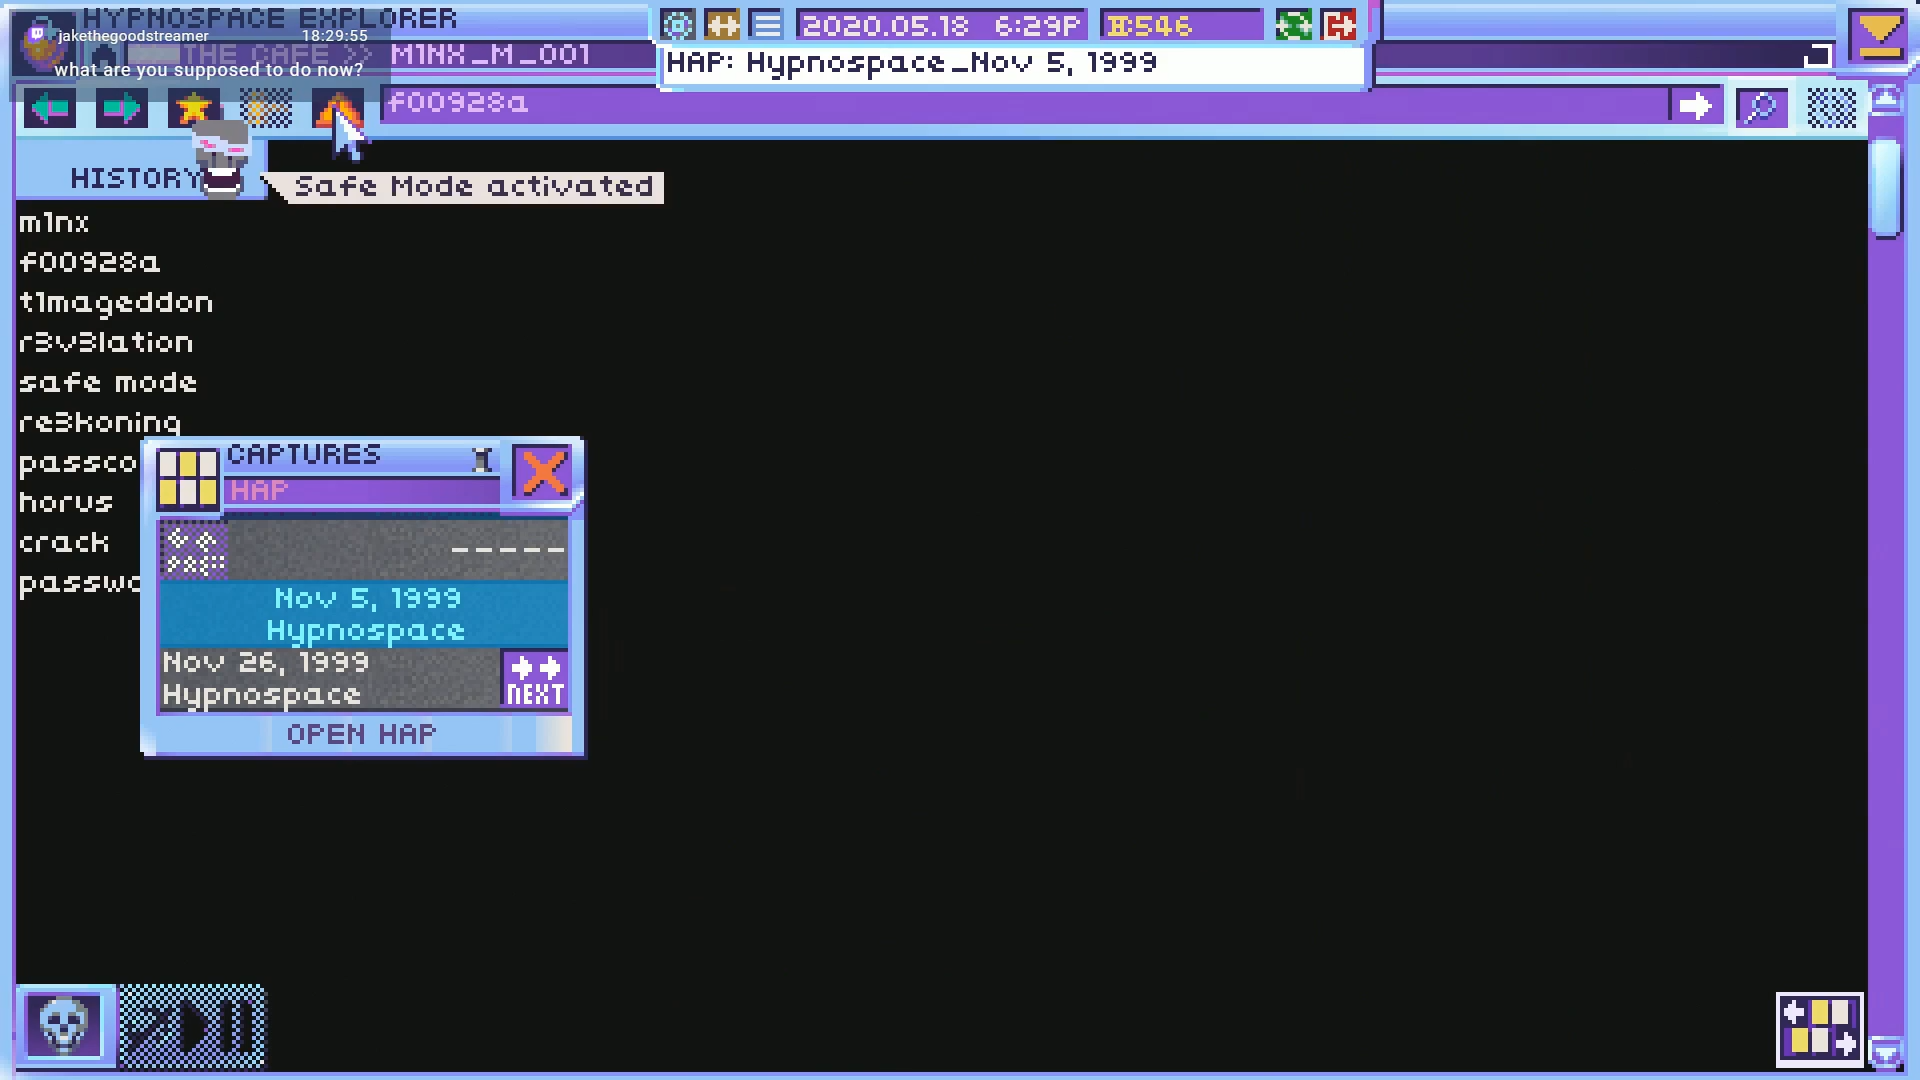 HYPNOSPACE EXPLORER
jakethegoodstreamer 18:29:55
what are you supposed to do now?
THE CAFE >> M1NX_M_001
2020.05.18 6:29P
546
HAP: Hypnospace_Nov 5, 1999
f00928a
HISTORY
Safe Mode activated
m1nx
f00928a
t1mageddon
r3v3lation
safe mode
re3koning
passco
horus
crack
passwo
CAPTURES
HAP
-----
Nov 5, 1999
Hypnospace
Nov 26, 1999
Hypnospace
NEXT
OPEN HAP